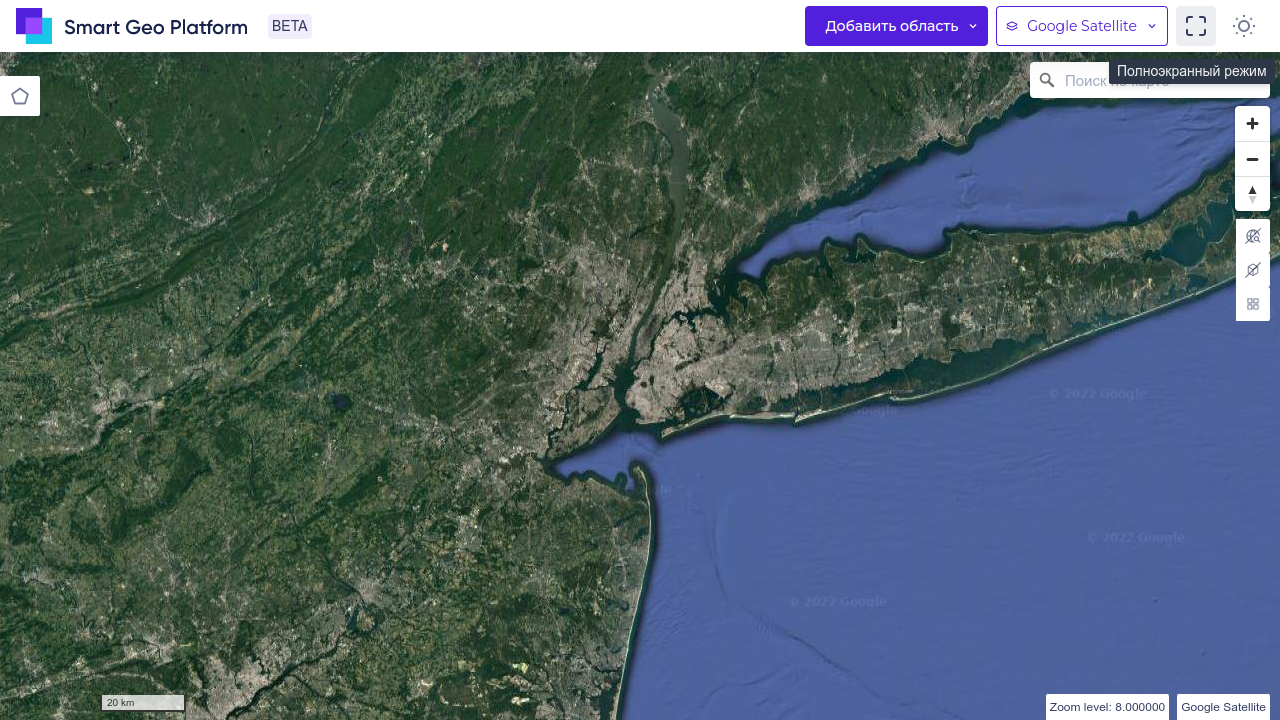 Smart Geo Platform
BETA
Добавить область
Google Satellite
Полноэкранный режим
Поиск по карте
© 2022 Google
Google
© 2022 Google
© 2022 Google
20 km
Zoom level: 8.000000
Google Satellite